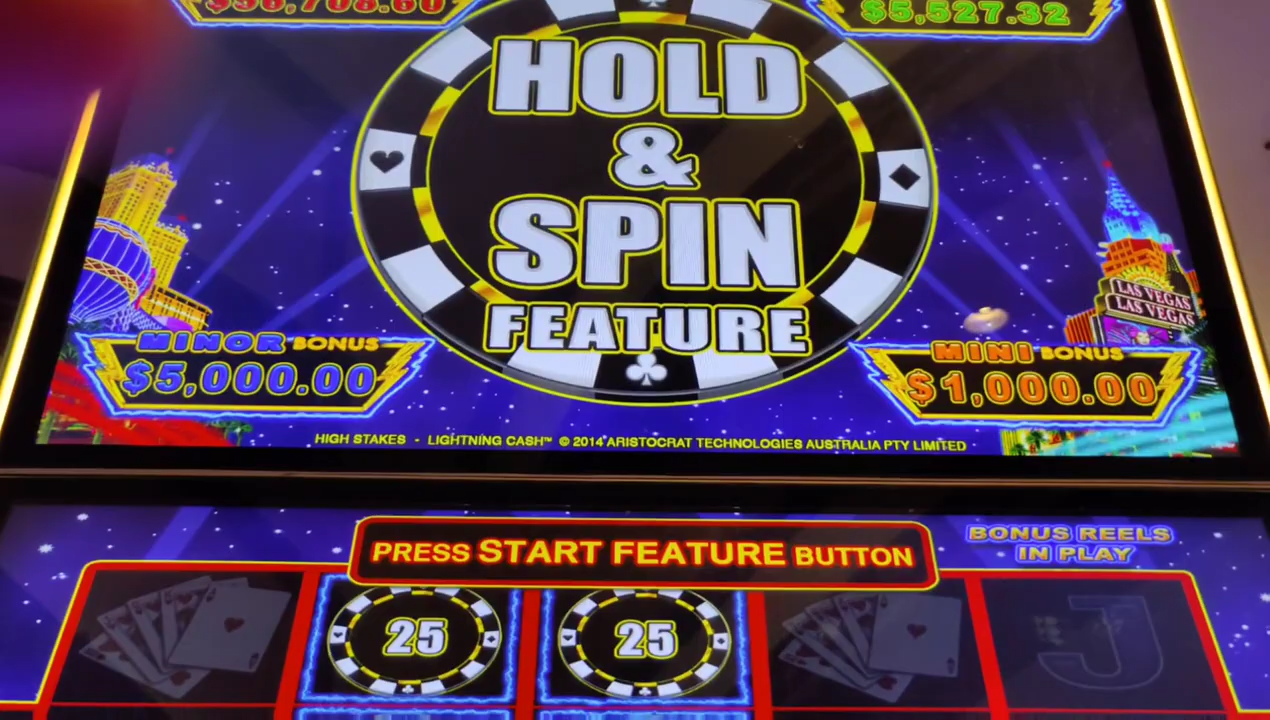 $5,527.32
HOLD
&
SPIN
FEATURE
LAS VEGAS
LAS VEGAS
MINOR BONUS
$5,000.00
MINI BONUS
$1,000.00
HIGH STAKES - LIGHTNING CASH™ © 2014 ARISTOCRAT TECHNOLOGIES AUSTRALIA PTY LIMITED
PRESS START FEATURE BUTTON
BONUS REELS
IN PLAY
25
25
J